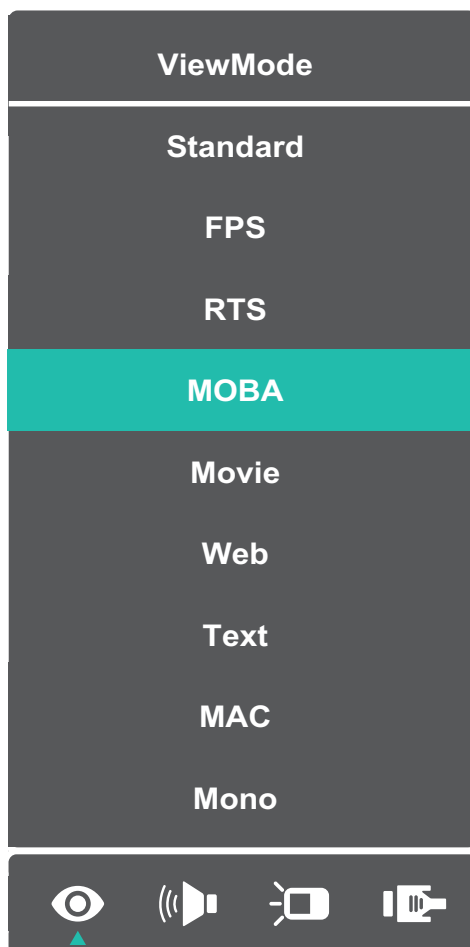 ViewMode
Standard
FPS
RTS
MOBA
Movie
Web
Text
MAC
Mono